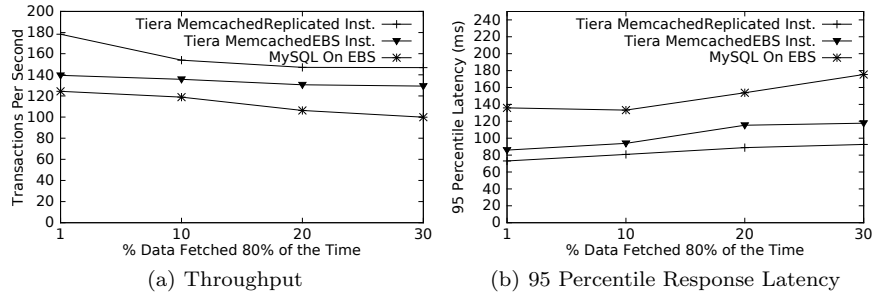 200
180
160
140
120
100
80
60
40
20
0
Transactions Per Second
Tiera MemcachedReplicated Inst.
Tiera MemcachedEBS Inst.
MySQL On EBS
1 10 20 30
% Data Fetched 80% of the Time
(a) Throughput
240
220
200
180
160
140
120
100
80
60
40
20
0
95 Percentile Latency (ms)
Tiera MemcachedReplicated Inst.
Tiera MemcachedEBS Inst.
MySQL On EBS
1 10 20 30
% Data Fetched 80% of the Time
(b) 95 Percentile Response Latency